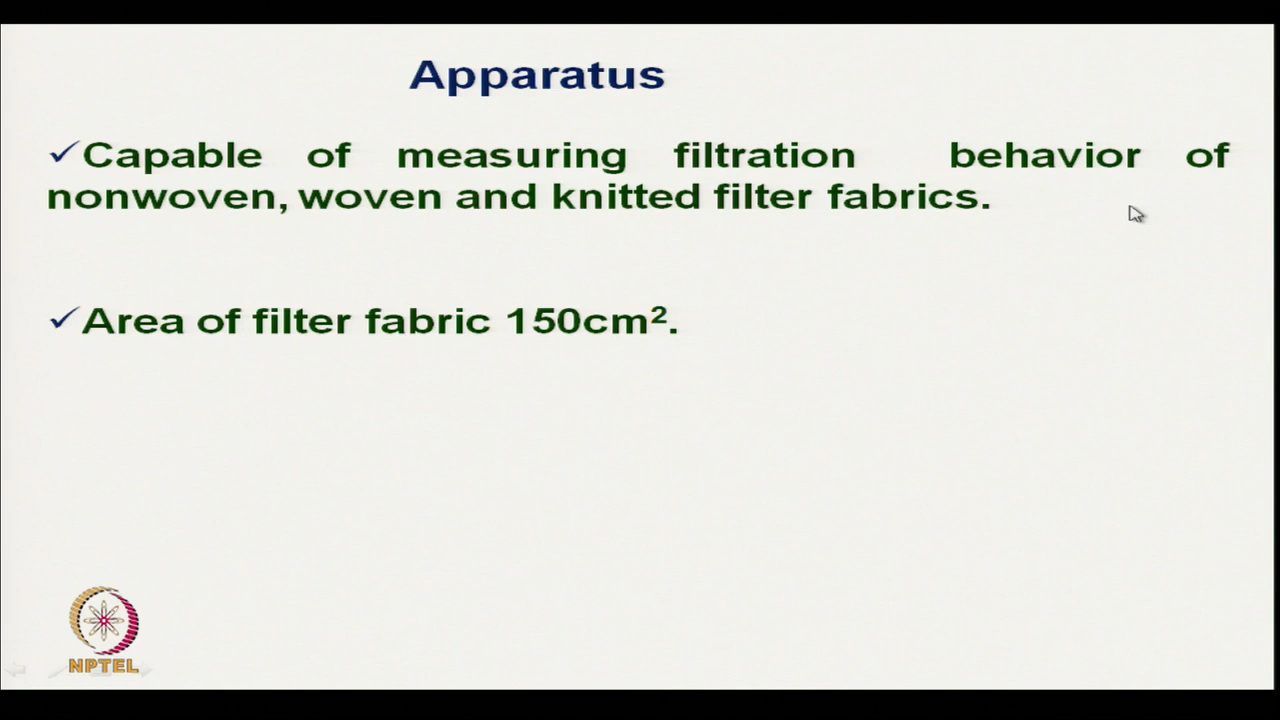 Apparatus
✓Capable of measuring filtration behavior of
nonwoven, woven and knitted filter fabrics.
✓Area of filter fabric 150cm².
NPTEL